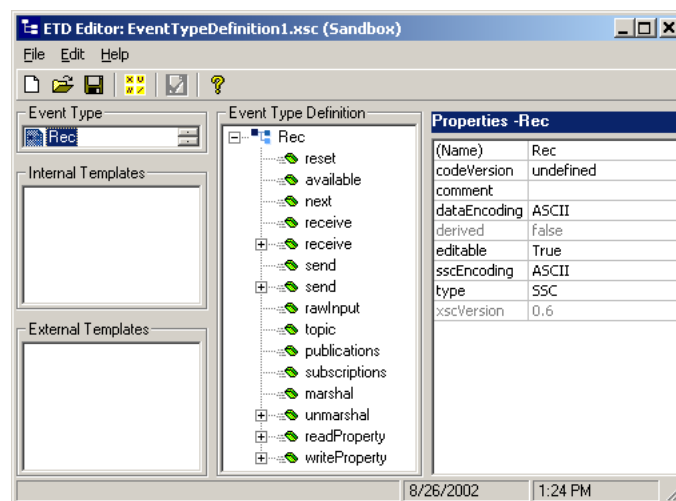 ETD Editor: EventTypeDefinition1.xsc (Sandbox)
File Edit Help
Event Type
Rec
Internal Templates
External Templates
Event Type Definition
Rec
reset
available
next
receive
receive
send
send
rawInput
topic
publications
subscriptions
marshal
unmarshal
readProperty
writeProperty
Properties -Rec
(Name) Rec
codeVersion undefined
comment
dataEncoding ASCII
derived false
editable True
sscEncoding ASCII
type SSC
xscVersion 0.6
8/26/2002 1:24 PM